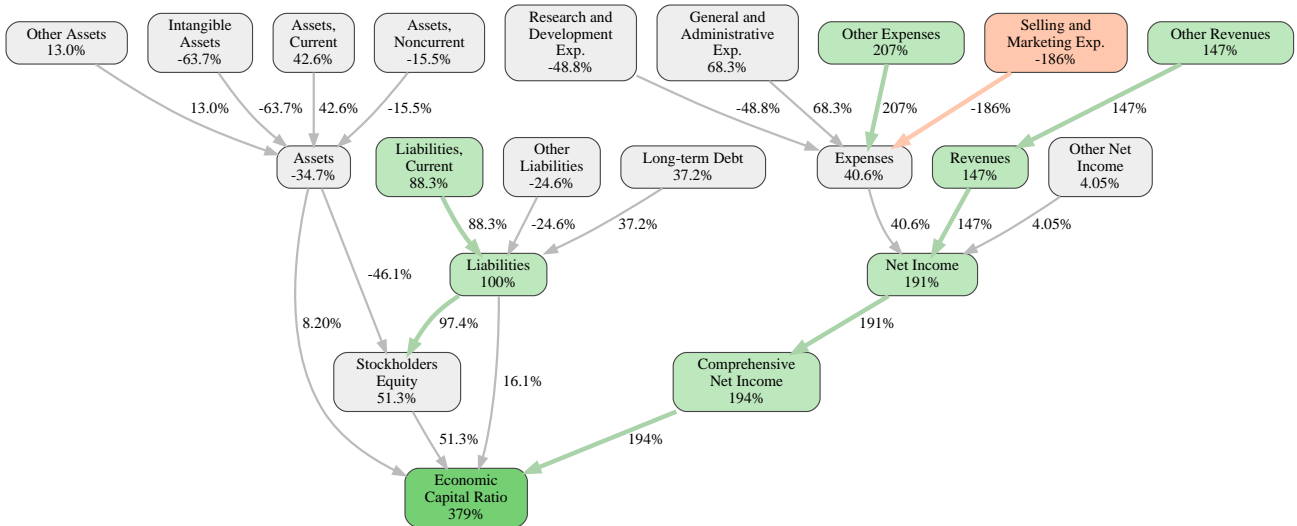 Other Assets
13.0%
Intangible
Assets
-63.7%
Assets,
Current
42.6%
Assets,
Noncurrent
-15.5%
Research and
Development
Exp.
-48.8%
General and
Administrative
Exp.
68.3%
Other Expenses
207%
Selling and
Marketing Exp.
-186%
Other Revenues
147%
13.0%
-63.7%
42.6%
-15.5%
-48.8%
68.3%
207%
-186%
147%
Assets
-34.7%
Liabilities,
Current
88.3%
Other
Liabilities
-24.6%
Long-term Debt
37.2%
Expenses
40.6%
Revenues
147%
Other Net
Income
4.05%
88.3%
-24.6%
37.2%
40.6%
147%
4.05%
-46.1%
Liabilities
100%
Net Income
191%
8.20%
97.4%
191%
Stockholders
Equity
51.3%
16.1%
Comprehensive
Net Income
194%
51.3%
194%
Economic
Capital Ratio
379%